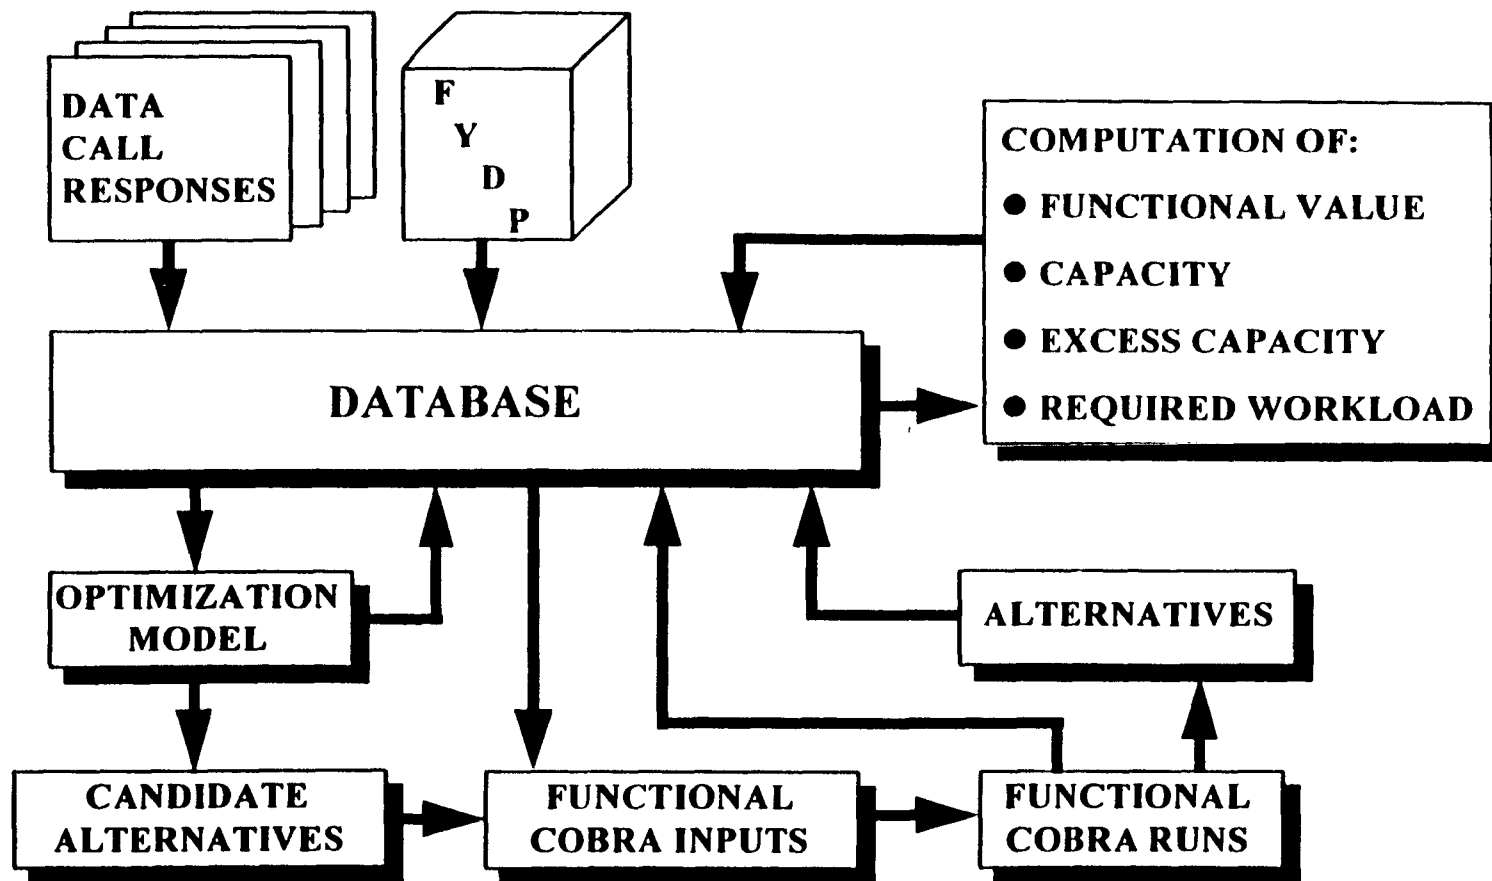 DATA
CALL
RESPONSES
F
Y
D
P
COMPUTATION OF:
● FUNCTIONAL VALUE
● CAPACITY
● EXCESS CAPACITY
● REQUIRED WORKLOAD
DATABASE
OPTIMIZATION
MODEL
ALTERNATIVES
CANDIDATE
ALTERNATIVES
FUNCTIONAL
COBRA INPUTS
FUNCTIONAL
COBRA RUNS